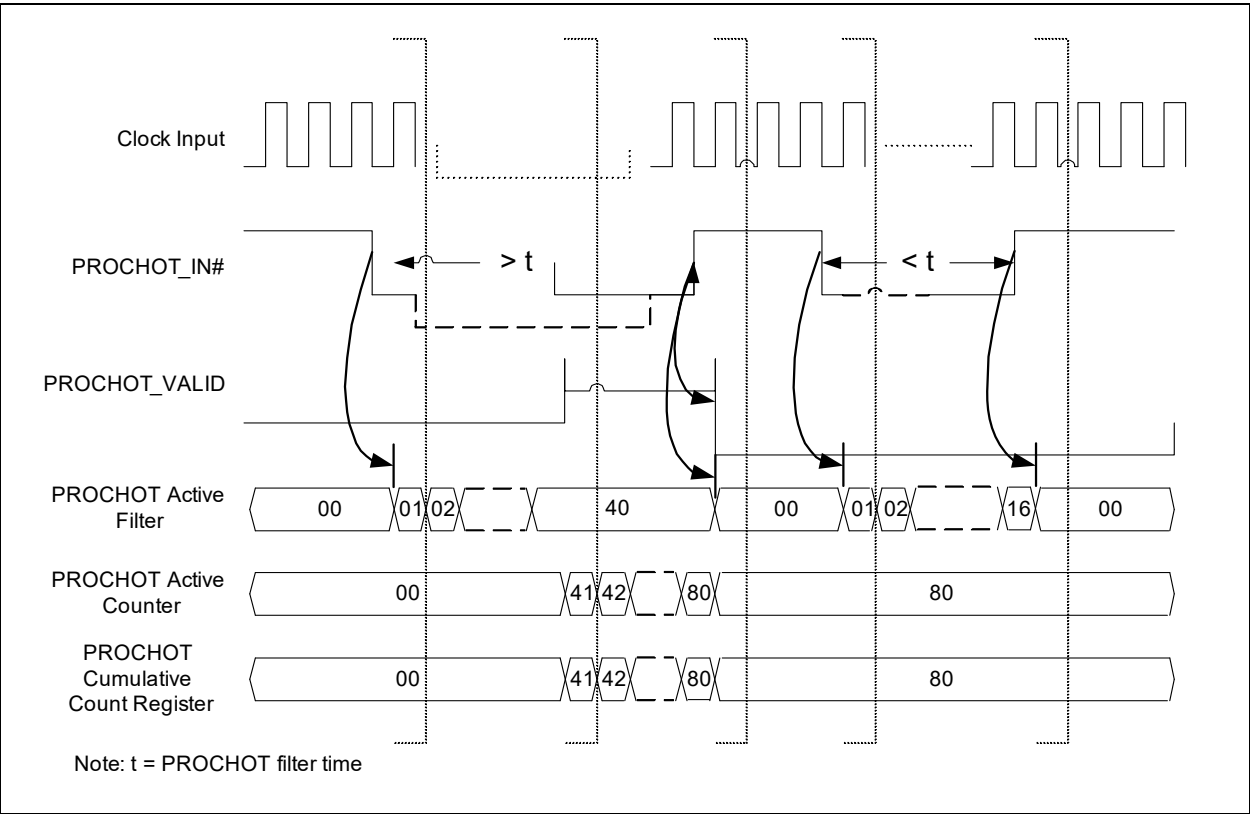 Clock Input
PROCHOT_IN#
> t
< t
PROCHOT_VALID
PROCHOT Active
Filter
00 01 02 40 00 01 02 16 00
PROCHOT Active
Counter
00 41 42 80 80
PROCHOT
Cumulative
Count Register
00 41 42 80 80
Note: t = PROCHOT filter time